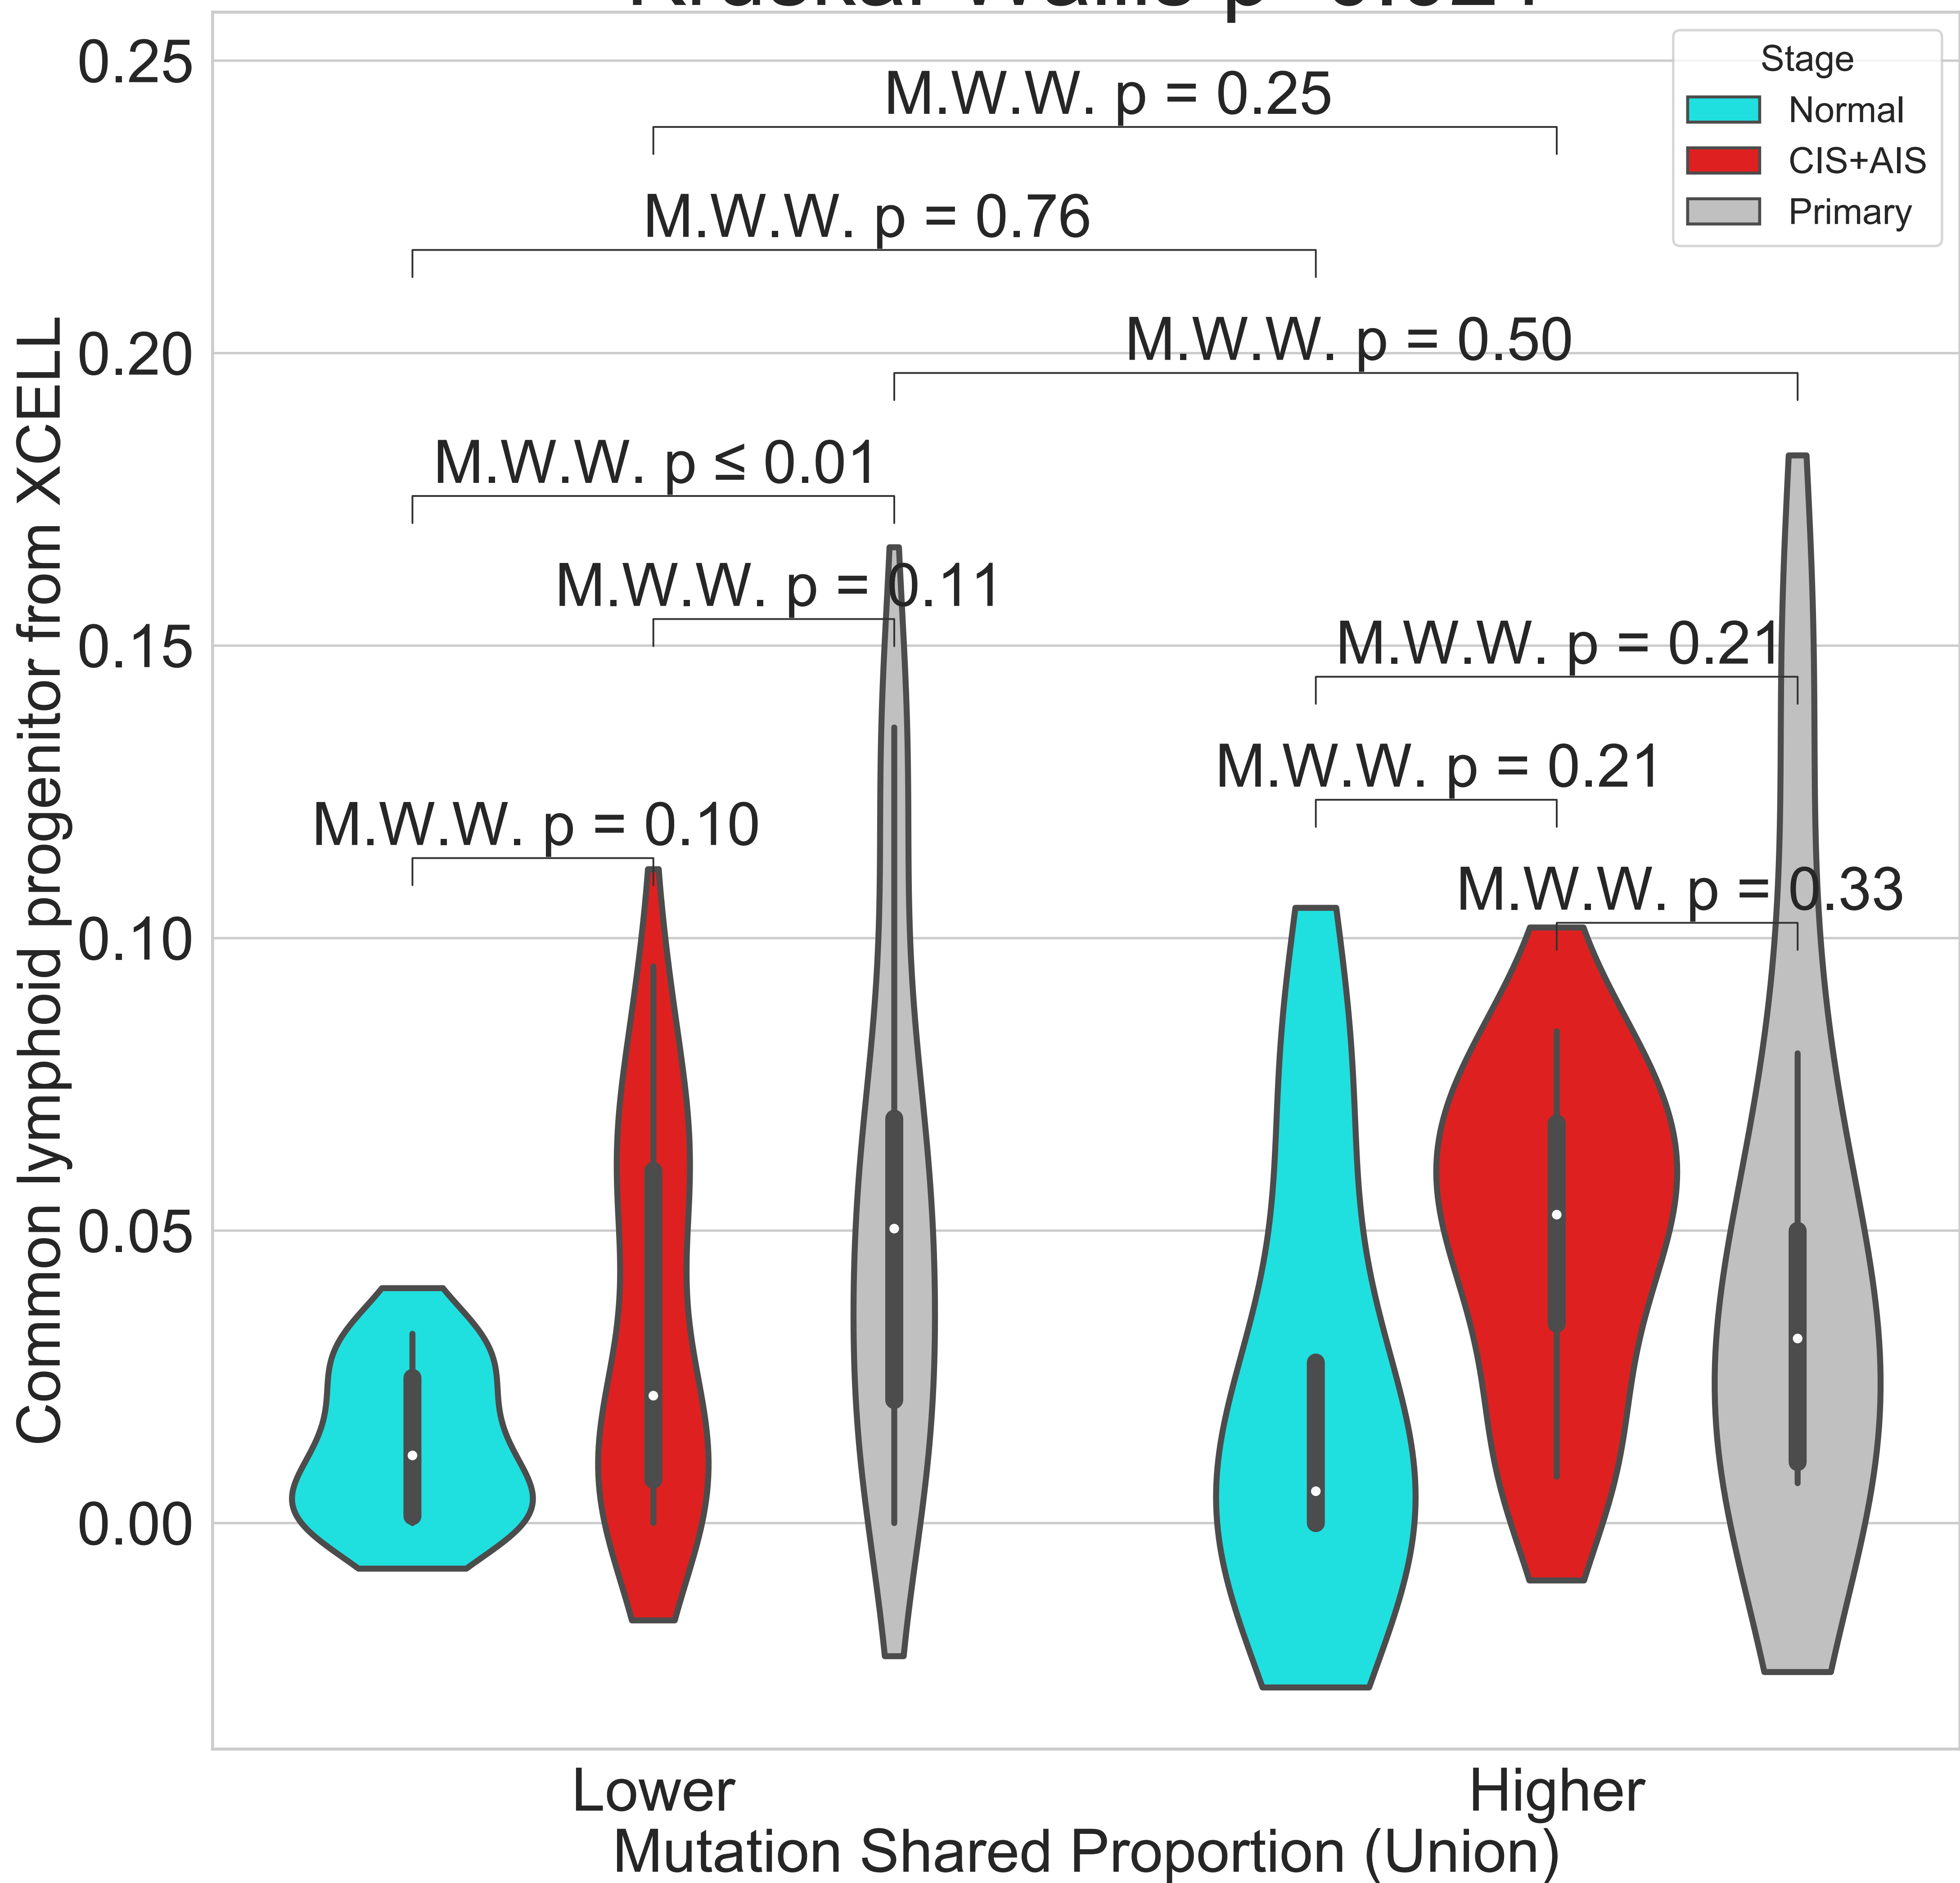 0.25
0.20
0.15
0.10
0.05
0.00
Common lymphoid progenitor from XCELL
Stage
Normal
CIS+AIS
Primary
M.W.W. p = 0.25
M.W.W. p = 0.76
M.W.W. p = 0.50
M.W.W. p ≤ 0.01
M.W.W. p = 0.11
M.W.W. p = 0.21
M.W.W. p = 0.21
M.W.W. p = 0.10
M.W.W. p = 0.33
Lower
Higher
Mutation Shared Proportion (Union)